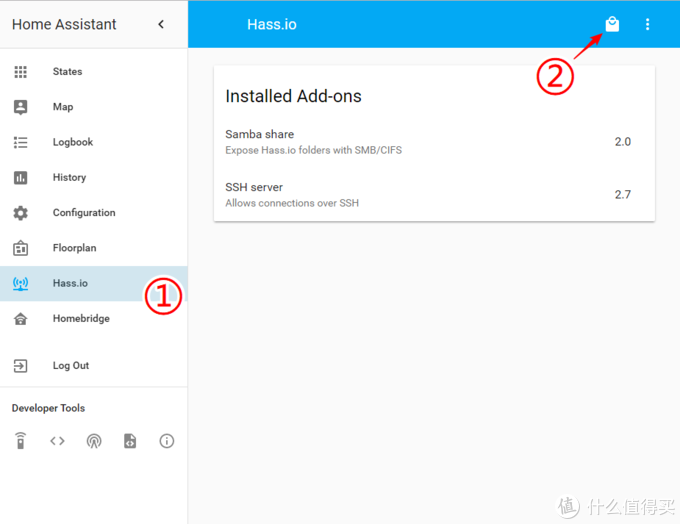 Home Assistant
Hass.io
②
Installed Add-ons
Samba share
Expose Hass.io folders with SMB/CIFS
2.0
SSH server
Allows connections over SSH
2.7
States
Map
Logbook
History
Configuration
Floorplan
Hass.io
①
Homebridge
Log Out
Developer Tools
值 什么值得买